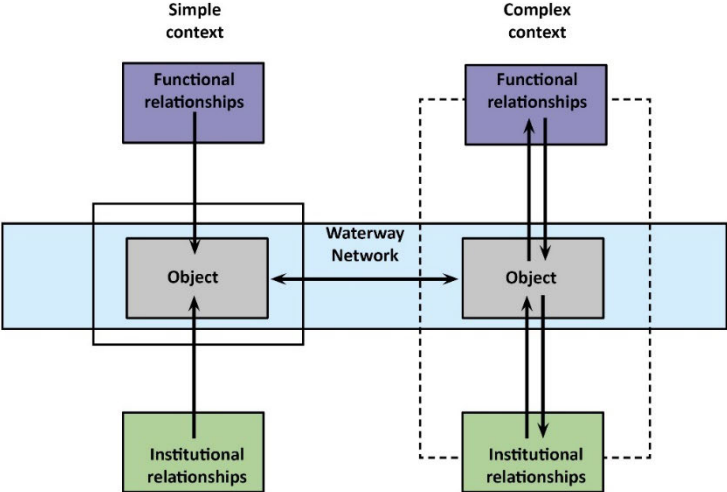 Simple
context
Complex
context
Functional
relationships
Functional
relationships
Waterway
Network
Object
Object
Institutional
relationships
Institutional
relationships